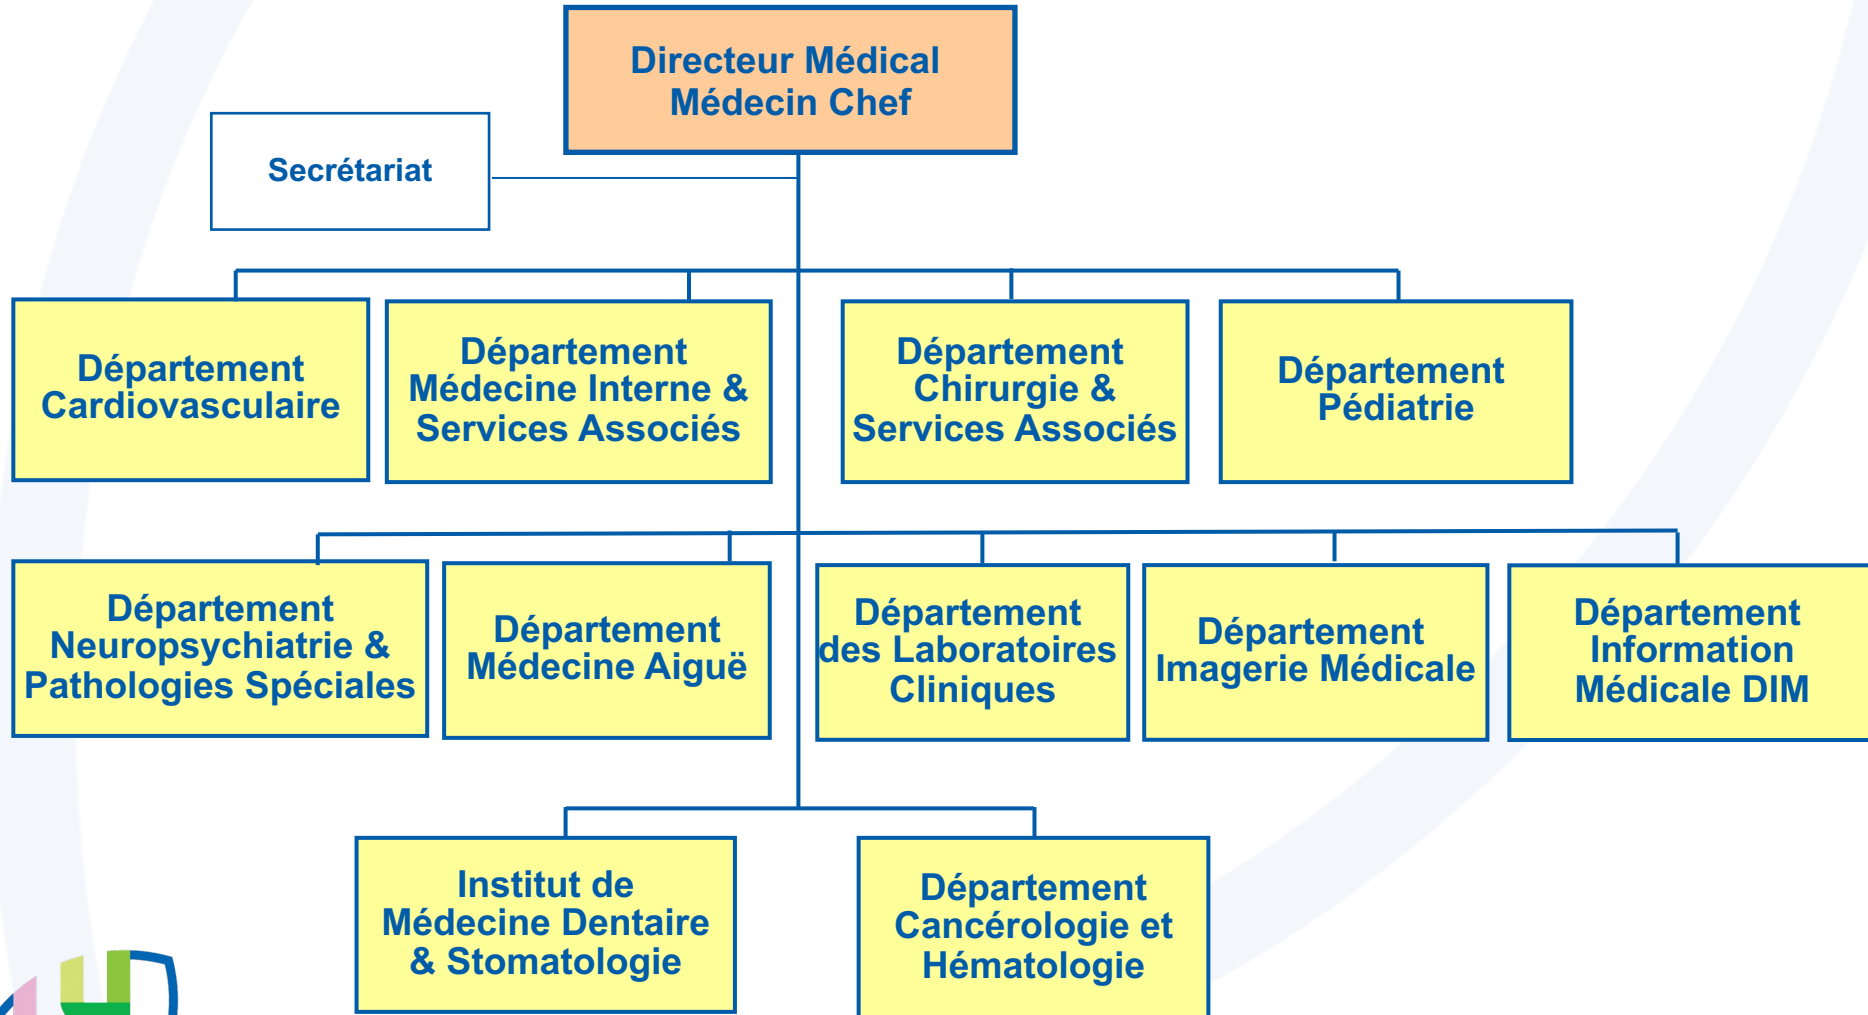 Directeur Médical
Médecin Chef
Secrétariat
Département
Cardiovasculaire
Département
Médecine Interne &
Services Associés
Département
Chirurgie &
Services Associés
Département
Pédiatrie
Département
Neuropsychiatrie &
Pathologies Spéciales
Département
Médecine Aiguë
Département
des Laboratoires
Cliniques
Département
Imagerie Médicale
Département
Information
Médicale DIM
Institut de
Médecine Dentaire
& Stomatologie
Département
Cancérologie et
Hématologie